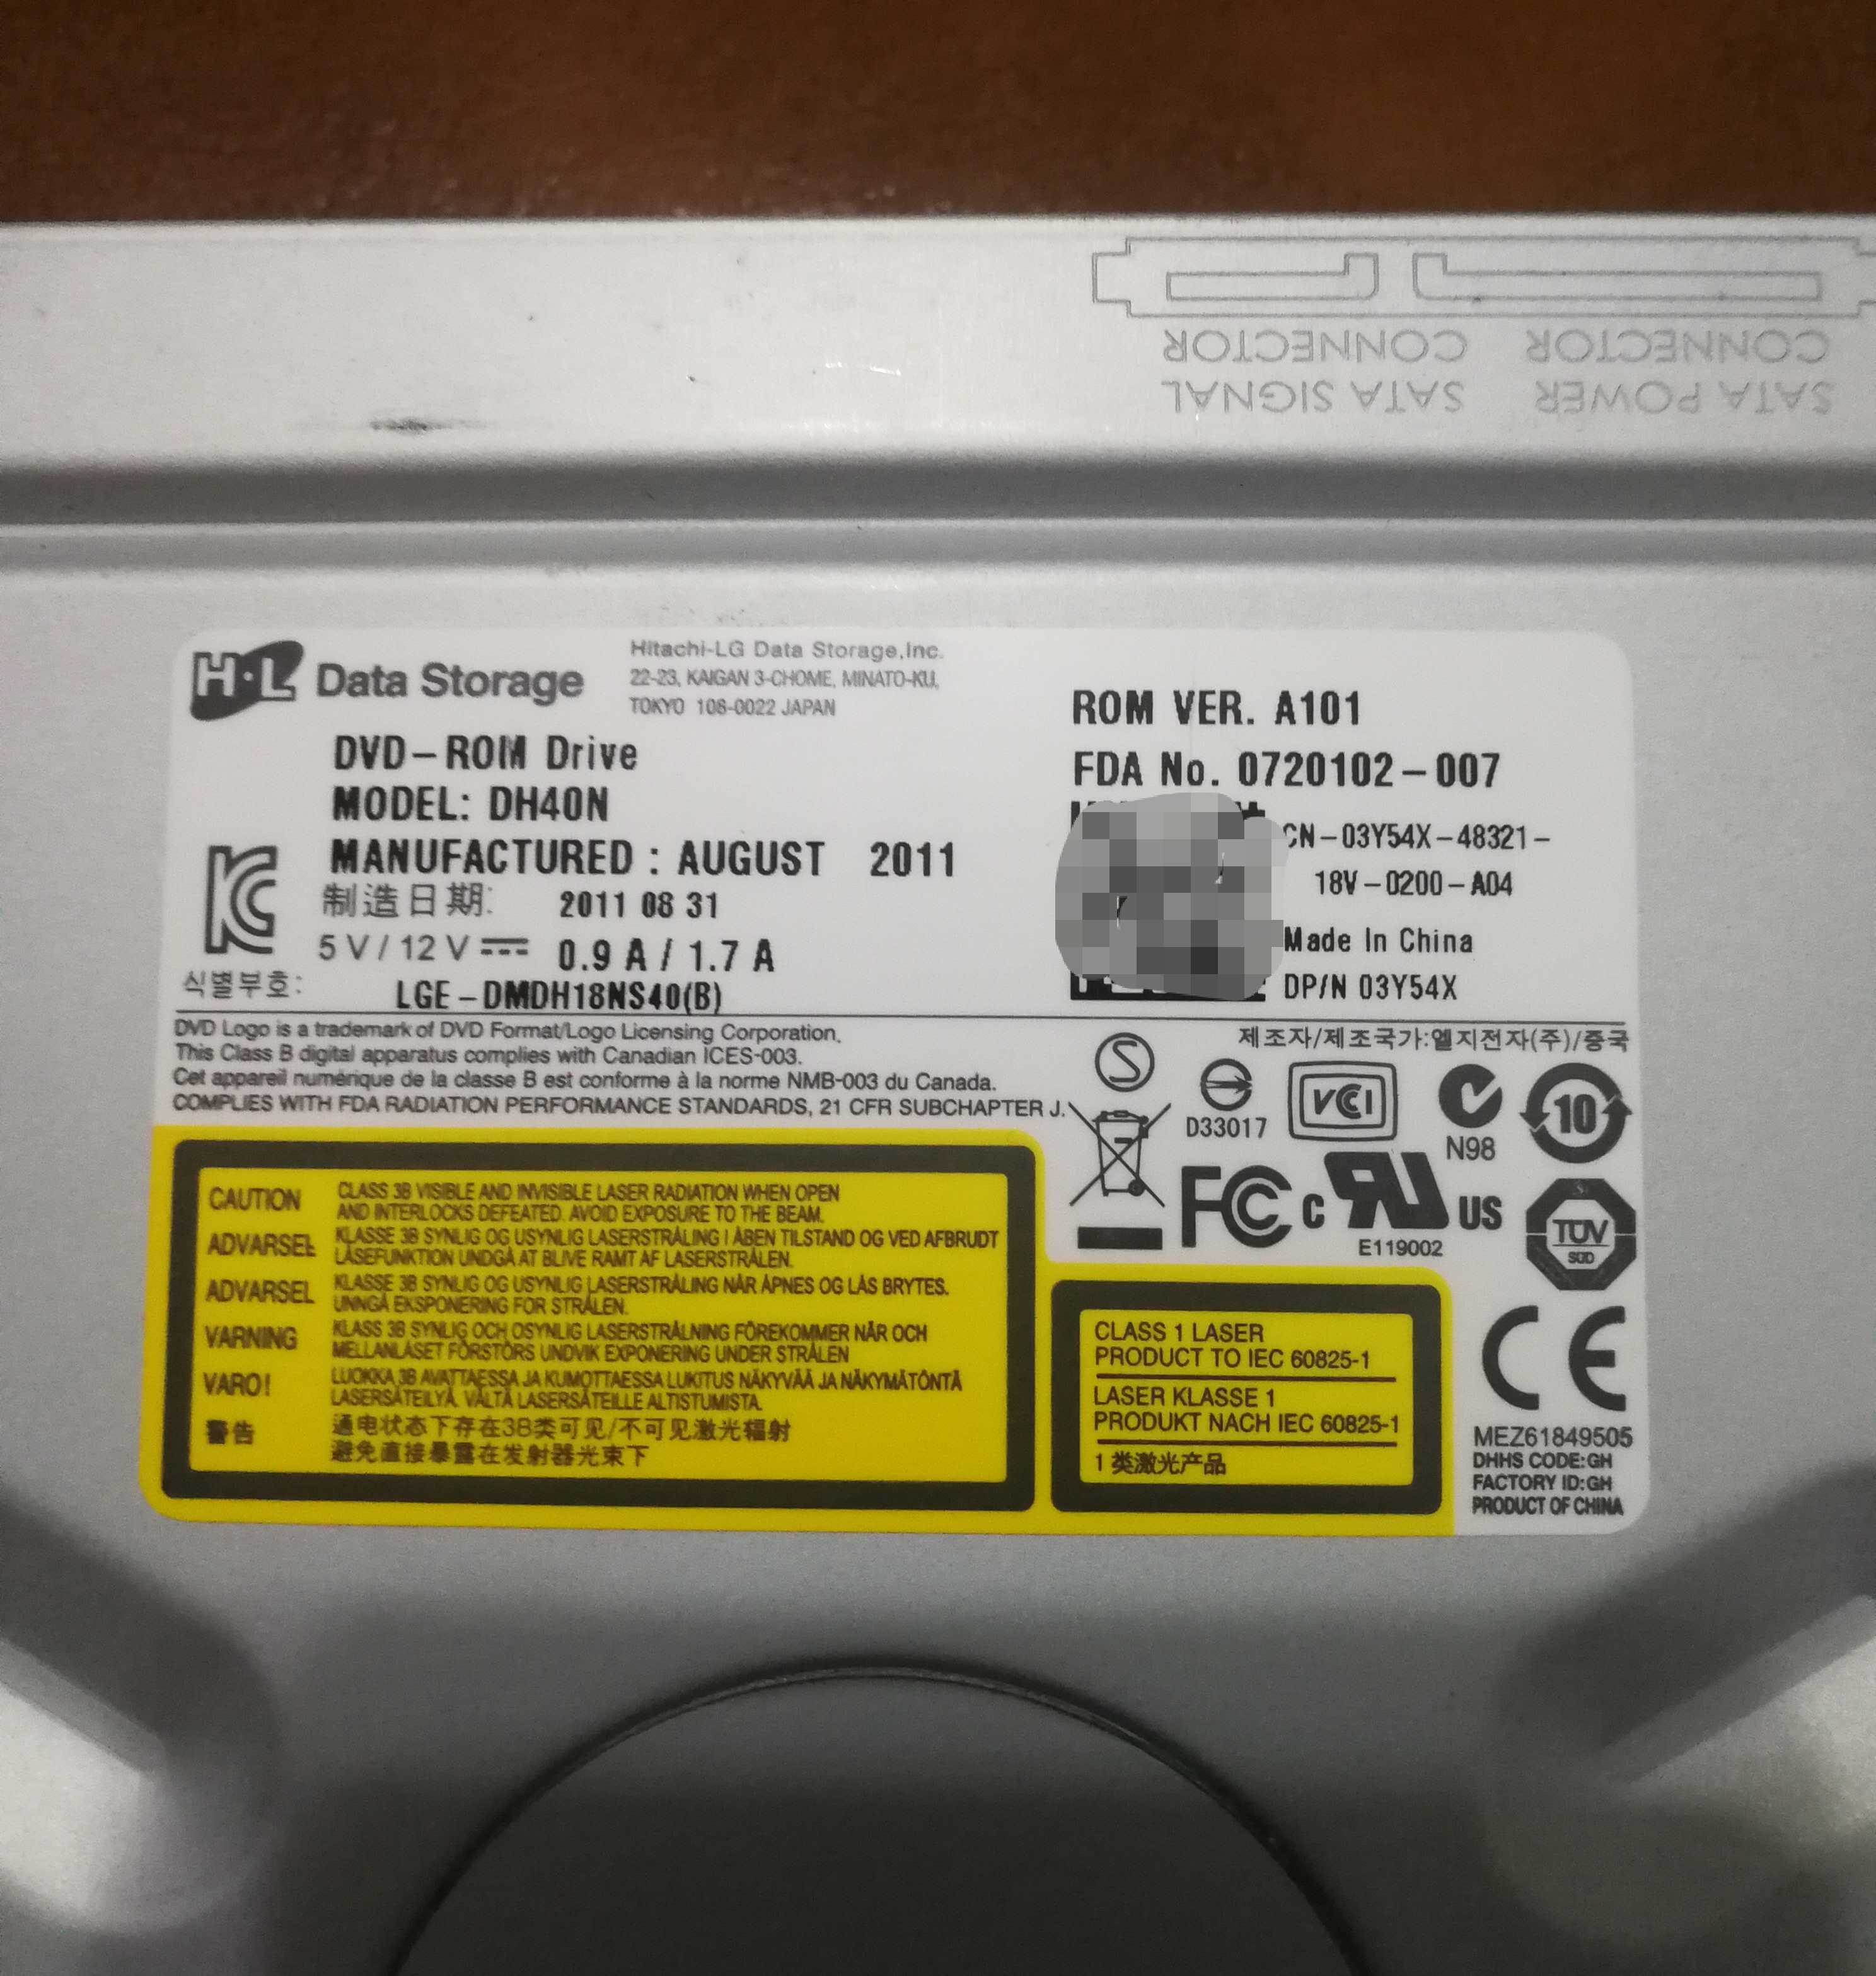 CONNECTOR CONNECTOR
SATA SIGNAL SATA POWER
H·L Data Storage
Hitachi-LG Data Storage,Inc.
22-23, KAIGAN 3-CHOME, MINATO-KU,
TOKYO 108-0022 JAPAN
DVD-ROM Drive
MODEL: DH40N
MANUFACTURED : AUGUST 2011
制造日期: 2011 08 31
5 V / 12 V 0.9 A / 1.7 A
식별부호: LGE-DMDH18NS40(B)
ROM VER. A101
FDA No. 0720102-007
CN-03Y54X-48321-
18V-0200-A04
Made In China
DP/N 03Y54X
DVD Logo is a trademark of DVD Format/Logo Licensing Corporation.
This Class B digital apparatus complies with Canadian ICES-003.
Cet appareil numérique de la classe B est conforme à la norme NMB-003 du Canada.
COMPLIES WITH FDA RADIATION PERFORMANCE STANDARDS, 21 CFR SUBCHAPTER J.
제조자/제조국가:엘지전자(주)/중국
S
D33017
VCI
N98
10
FC
c RU US
E119002
TÜV
SÜD
CE
CAUTION CLASS 3B VISIBLE AND INVISIBLE LASER RADIATION WHEN OPEN
AND INTERLOCKS DEFEATED. AVOID EXPOSURE TO THE BEAM.
ADVARSEL KLASSE 3B SYNLIG OG USYNLIG LASERSTRÅLING I ÅBEN TILSTAND OG VED AFBRUDT
LÅSEFUNKTION UNDGÅ AT BLIVE RAMT AF LASERSTRÅLEN.
ADVARSEL KLASSE 3B SYNLIG OG USYNLIG LASERSTRÅLING NÅR ÅPNES OG LÅS BRYTES.
UNNGÅ EKSPONERING FOR STRÅLEN.
VARNING KLASS 3B SYNLIG OCH OSYNLIG LASERSTRÅLNING FÖREKOMMER NÄR OCH
MELLANLÅSET FÖRSTÖRS UNDVIK EXPONERING UNDER STRÅLEN
VARO! LUOKKA 3B AVATTAESSA JA KUMOTTAESSA LUKITUS NÄKYVÄÄ JA NÄKYMÄTÖNTÄ
LASERSÄTEILYÄ. VÄLTÄ LASERSÄTEILLE ALTISTUMISTA.
警告 通电状态下存在3B类可见/不可见激光辐射
避免直接暴露在发射器光束下
CLASS 1 LASER
PRODUCT TO IEC 60825-1
LASER KLASSE 1
PRODUKT NACH IEC 60825-1
1 类激光产品
MEZ61849505
DHHS CODE:GH
FACTORY ID:GH
PRODUCT OF CHINA